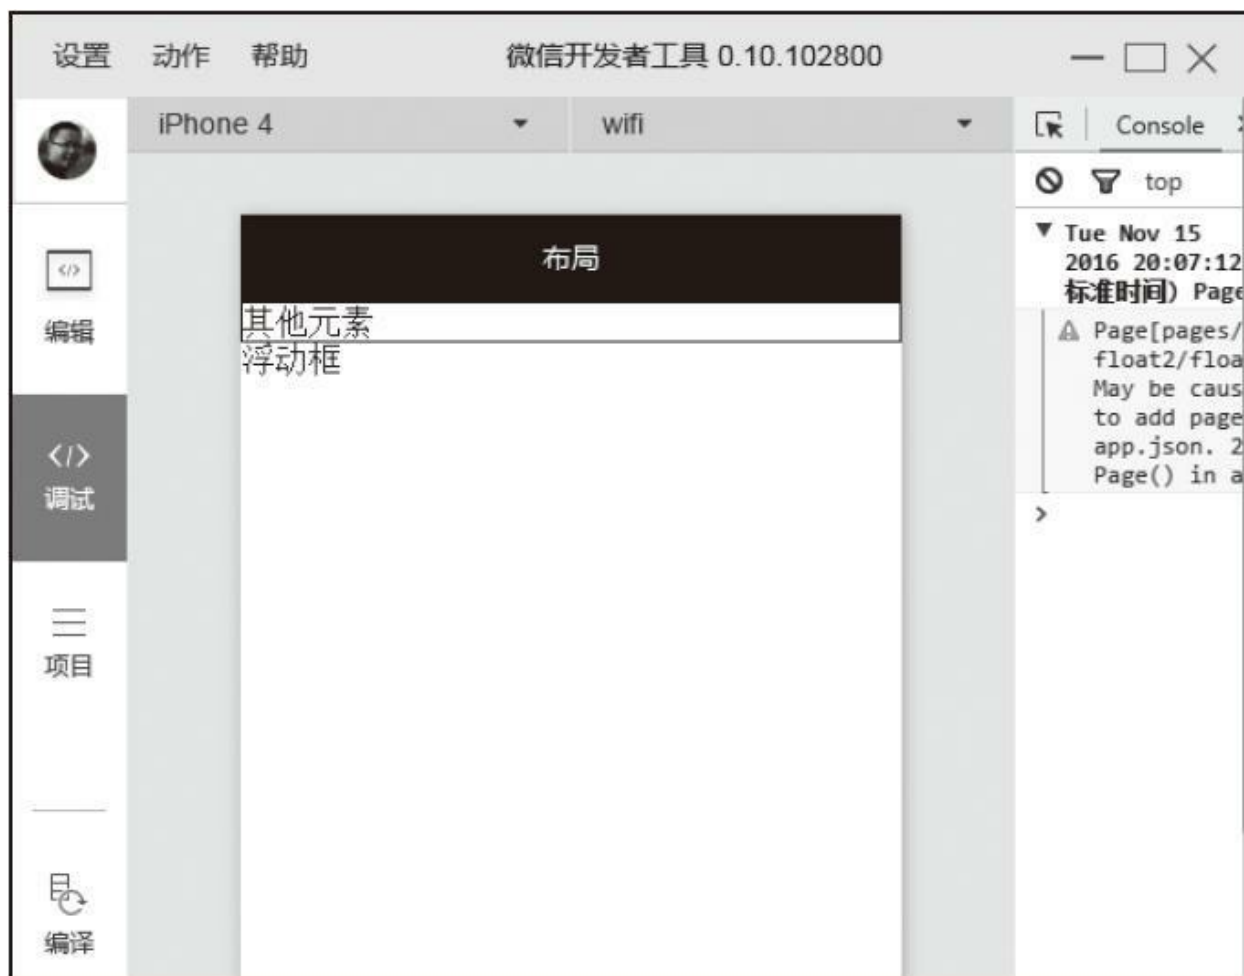 设置 动作 帮助 微信开发者工具 0.10.102800
iPhone 4 wifi
Console
top
编辑
调试
项目
编译
布局
其他元素
浮动框
Tue Nov 15
2016 20:07:12
标准时间) Page
Page[pages/
float2/floa
May be caus
to add page
app.json. 2
Page() in a